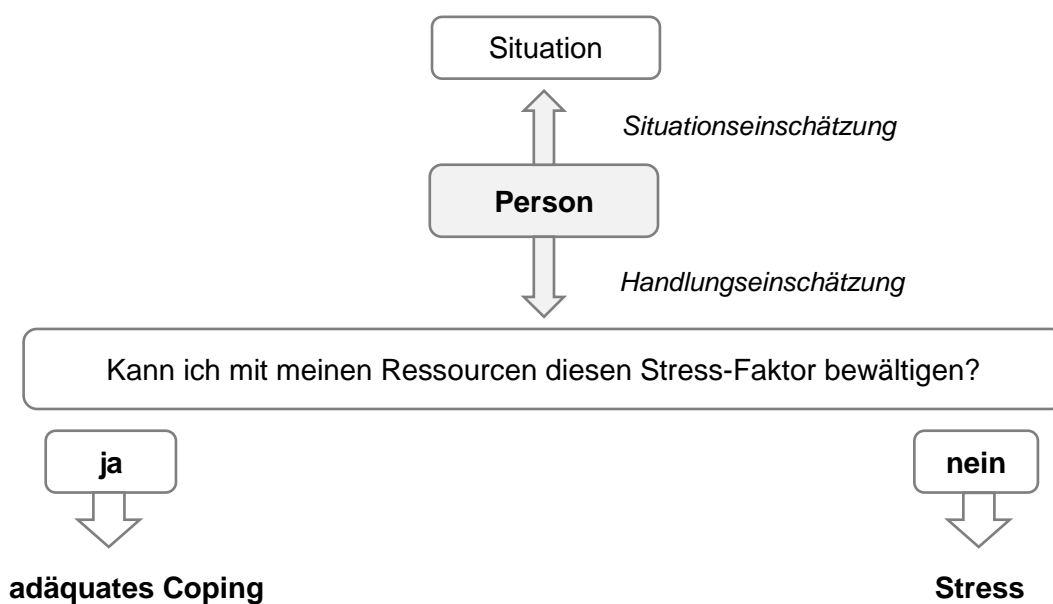 Situation
Situationseinschätzung
Person
Handlungseinschätzung
Kann ich mit meinen Ressourcen diesen Stress-Faktor bewältigen?
ja
nein
adäquates Coping
Stress